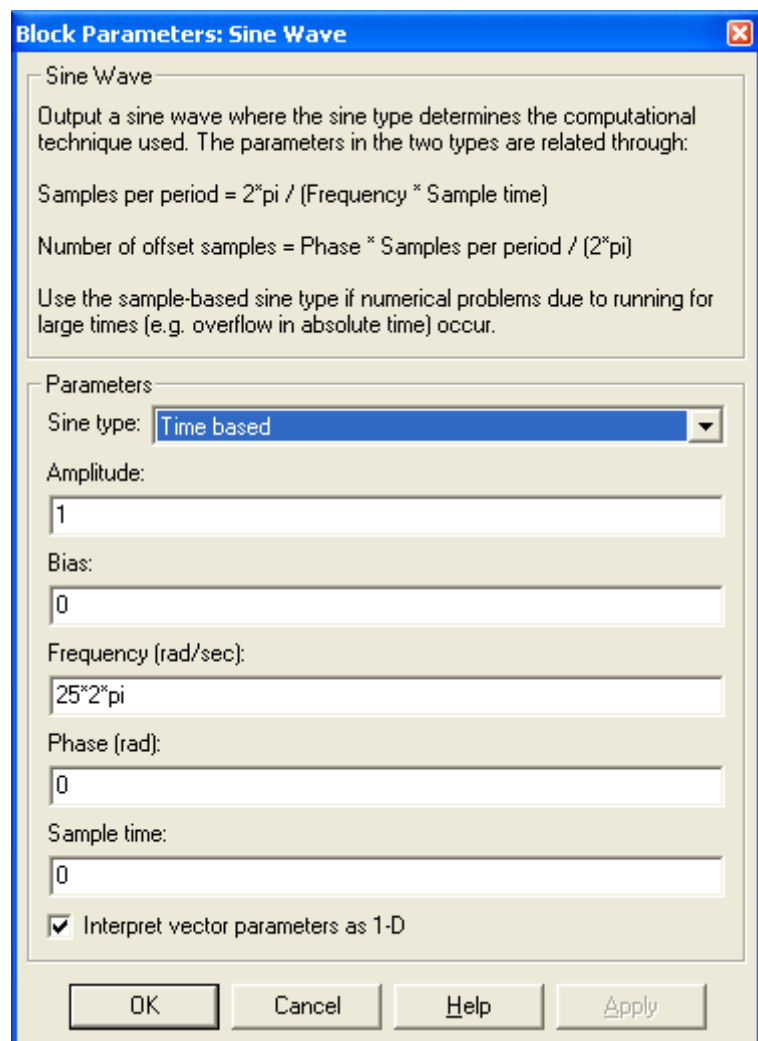 Block Parameters: Sine Wave
Sine Wave
Output a sine wave where the sine type determines the computational
technique used. The parameters in the two types are related through:
Samples per period = 2*pi / (Frequency * Sample time)
Number of offset samples = Phase * Samples per period / (2*pi)
Use the sample-based sine type if numerical problems due to running for
large times (e.g. overflow in absolute time) occur.
Parameters
Sine type: Time based
Amplitude:
1
Bias:
0
Frequency (rad/sec):
25*2*pi
Phase (rad):
0
Sample time:
0
Interpret vector parameters as 1-D
OK Cancel Help Apply